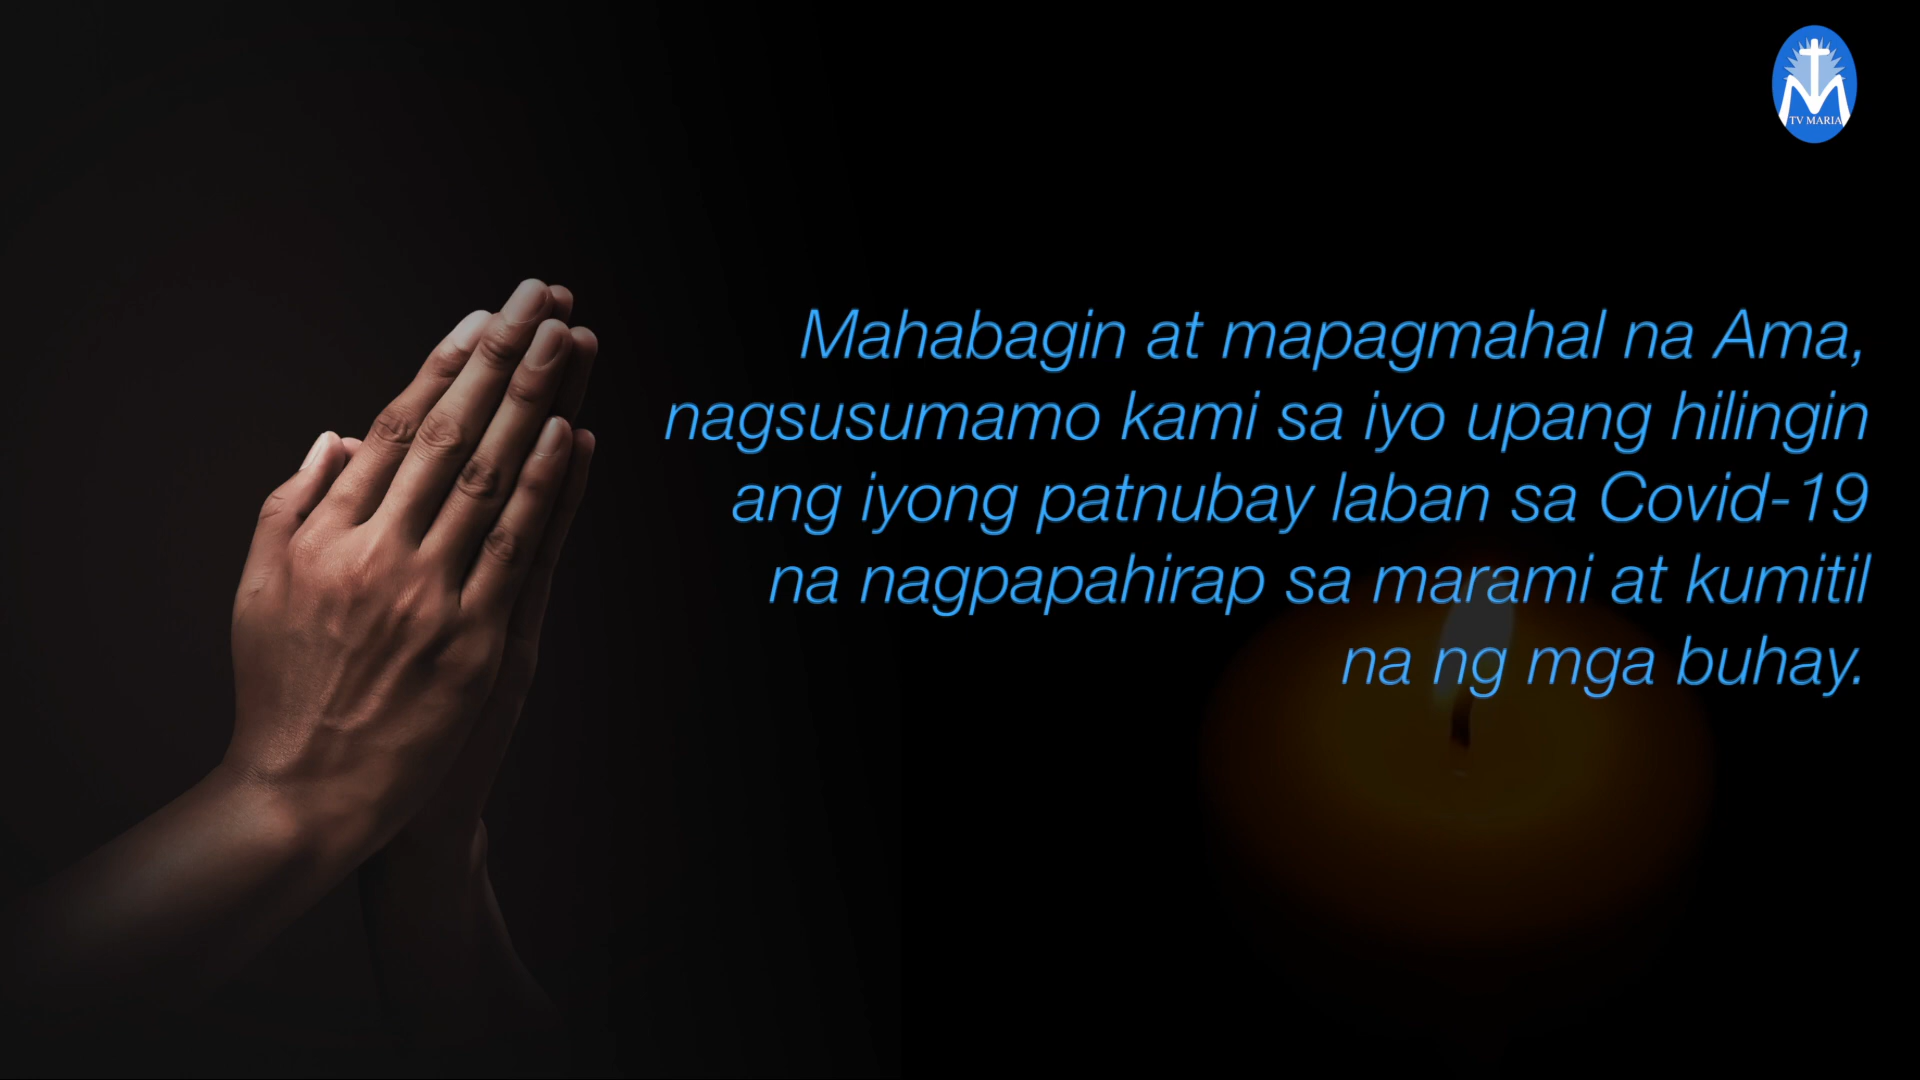 TV MARIA
Mahabagin at mapagmahal na Ama,
nagsusumamo kami sa iyo upang hilingin
ang iyong patnubay laban sa Covid-19
na nagpapahirap sa marami at kumitil
na ng mga buhay.